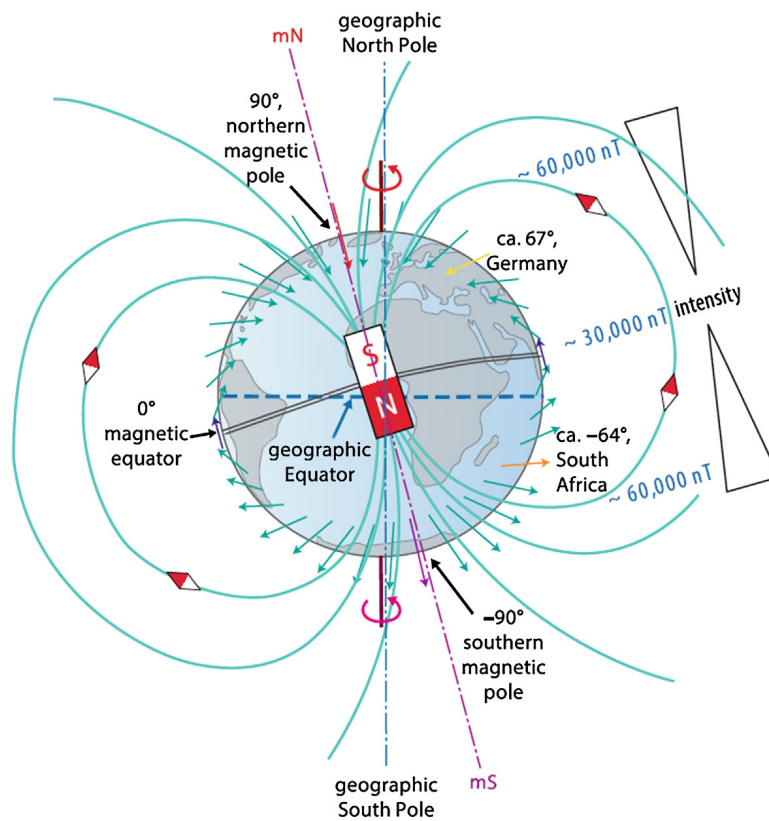 geographic
North Pole
mN
90°,
northern
magnetic
pole
~ 60,000 nT
ca. 67°,
Germany
intensity
~ 30,000 nT
S
N
0°
magnetic
equator
geographic
Equator
ca. –64°,
South
Africa
~ 60,000 nT
–90°
southern
magnetic
pole
geographic
South Pole
mS